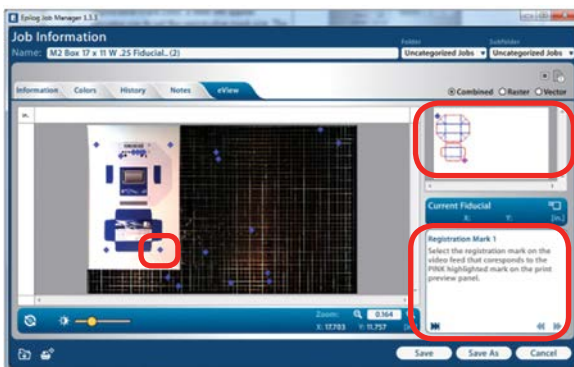 Epilog Job Manager 1.3.3
Job Information
Name: M2 Box 17 x 11 W .25 Fiducial.. (2)
Folder
Uncategorized Jobs
Subfolder
Uncategorized Jobs
Information Colors History Notes eView
Combined Raster Vector
in.
Current Fiducial
X: Y: [in.]
Registration Mark 1
Select the registration mark on the
video feed that coresponds to the
PINK highlighted mark on the print
preview panel.
Zoom: 0.164
X: 17.703 Y: 11.757
Save Save As Cancel